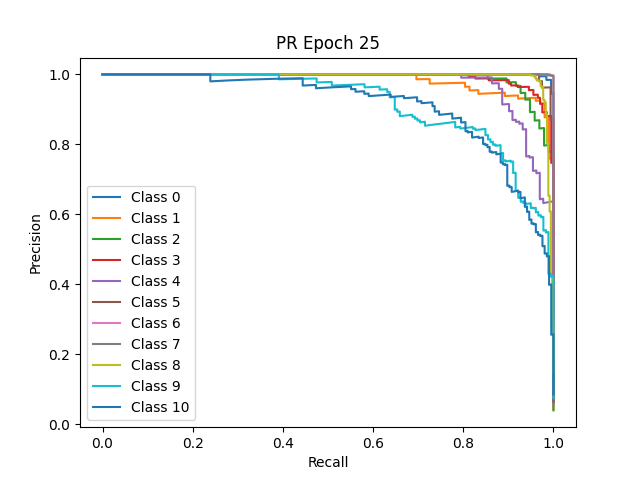 PR Epoch 25
1.0
0.8
0.6
0.4
0.2
0.0
Precision
Class 0
Class 1
Class 2
Class 3
Class 4
Class 5
Class 6
Class 7
Class 8
Class 9
Class 10
0.0 0.2 0.4 0.6 0.8 1.0
Recall